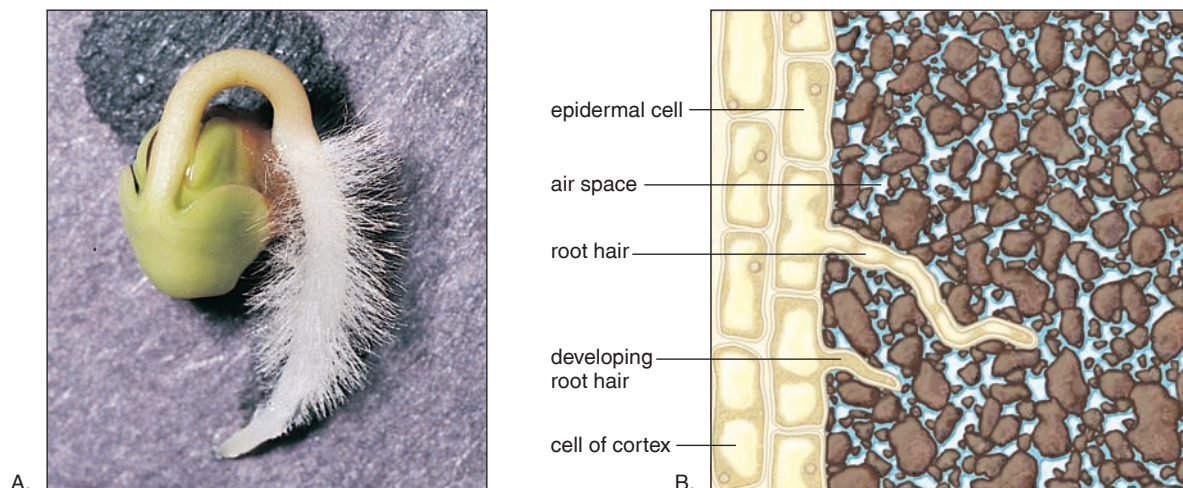 epidermal cell
air space
root hair
developing
root hair
cell of cortex
A.
B.